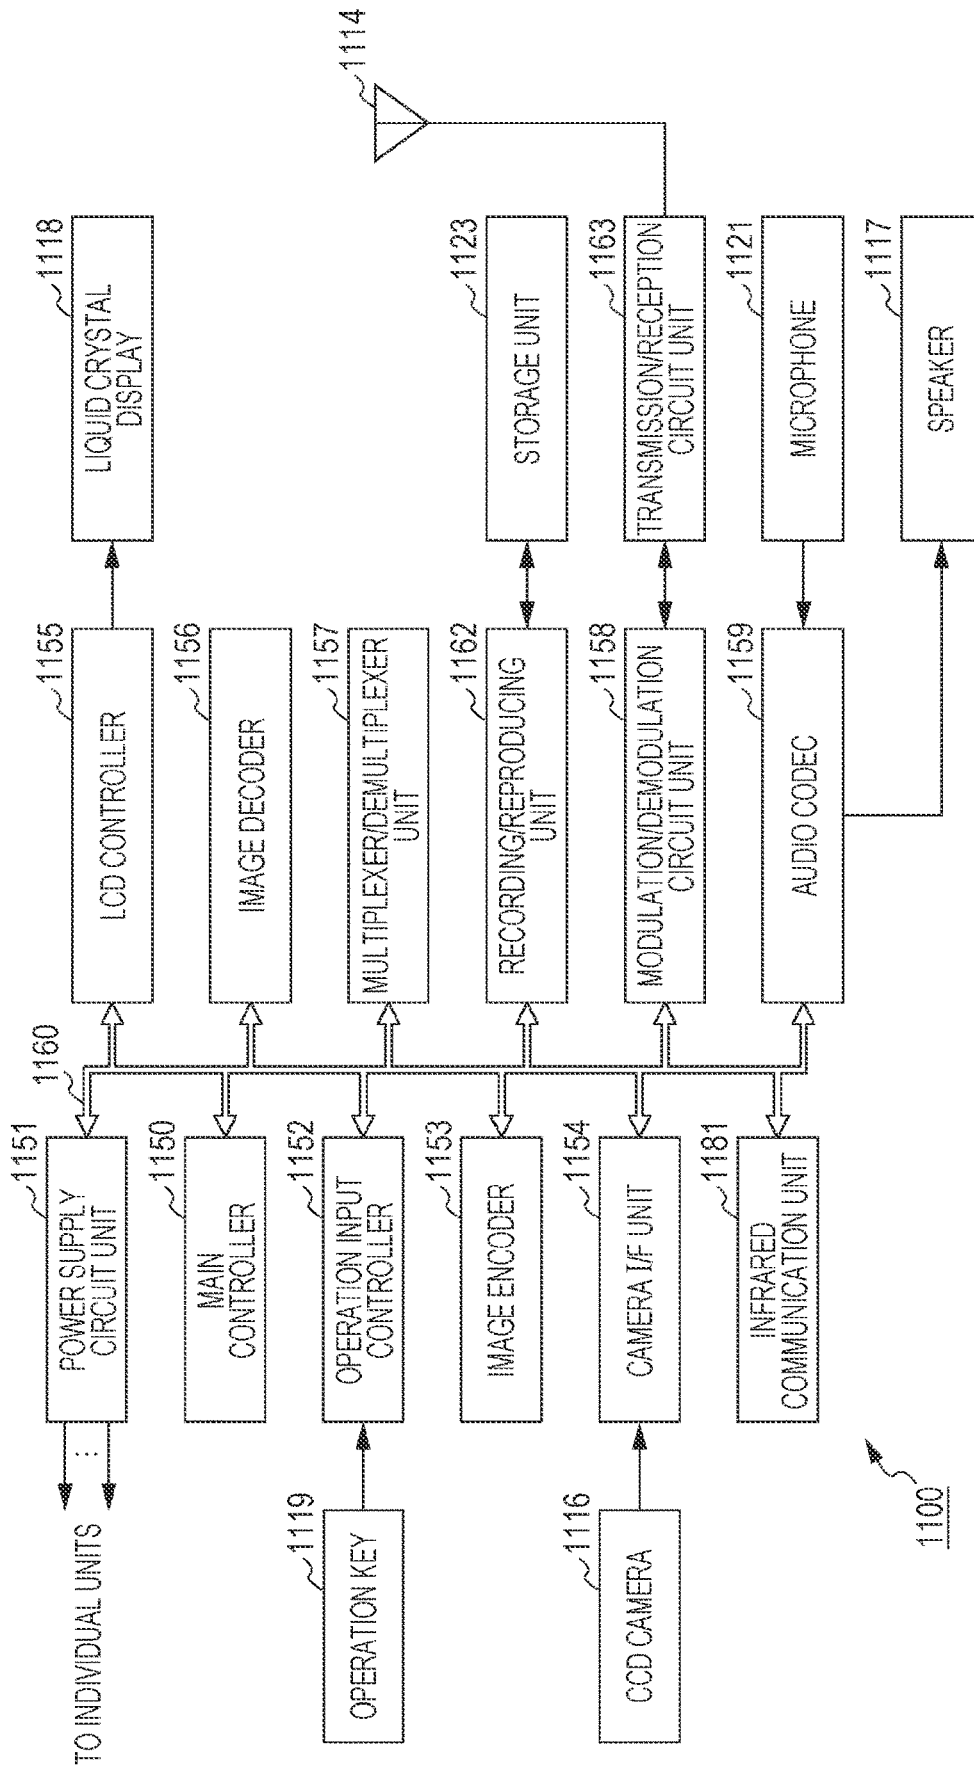 1114
1118
LIQUID CRYSTAL
DISPLAY
1123
STORAGE UNIT
1163
TRANSMISSION/RECEPTION
CIRCUIT UNIT
1121
MICROPHONE
1117
SPEAKER
1155
LCD CONTROLLER
1156
IMAGE DECODER
1157
MULTIPLEXER/DEMULTIPLEXER
UNIT
1162
RECORDING/REPRODUCING
UNIT
1158
MODULATION/DEMODULATION
CIRCUIT UNIT
1159
AUDIO CODEC
1160
1151
POWER SUPPLY
CIRCUIT UNIT
1150
MAIN
CONTROLLER
1152
OPERATION INPUT
CONTROLLER
1153
IMAGE ENCODER
1154
CAMERA I/F UNIT
1181
INFRARED
COMMUNICATION UNIT
TO INDIVIDUAL UNITS
1119
OPERATION KEY
1116
CCD CAMERA
1100